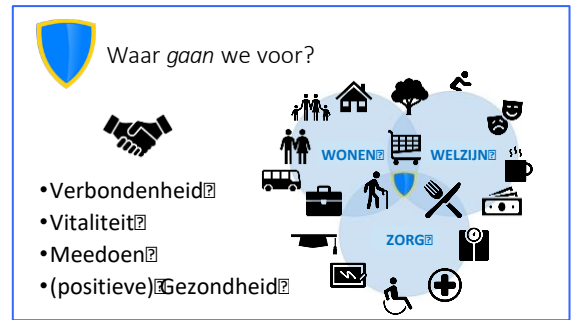 Waar gaan we voor?
•Verbondenheid⍰
•Vitaliteit⍰
•Meedoen⍰
•(positieve)⍰Gezondheid⍰
WONEN⍰
WELZIJN⍰
ZORG⍰